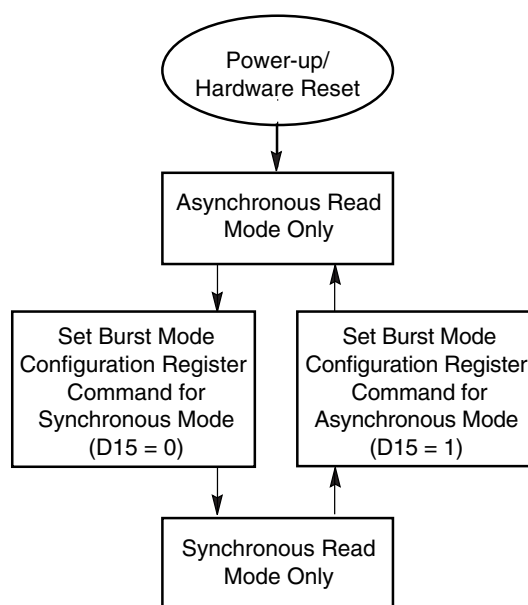 Power-up/
Hardware Reset
Asynchronous Read
Mode Only
Set Burst Mode
Configuration Register
Command for
Synchronous Mode
(D15 = 0)
Set Burst Mode
Configuration Register
Command for
Asynchronous Mode
(D15 = 1)
Synchronous Read
Mode Only